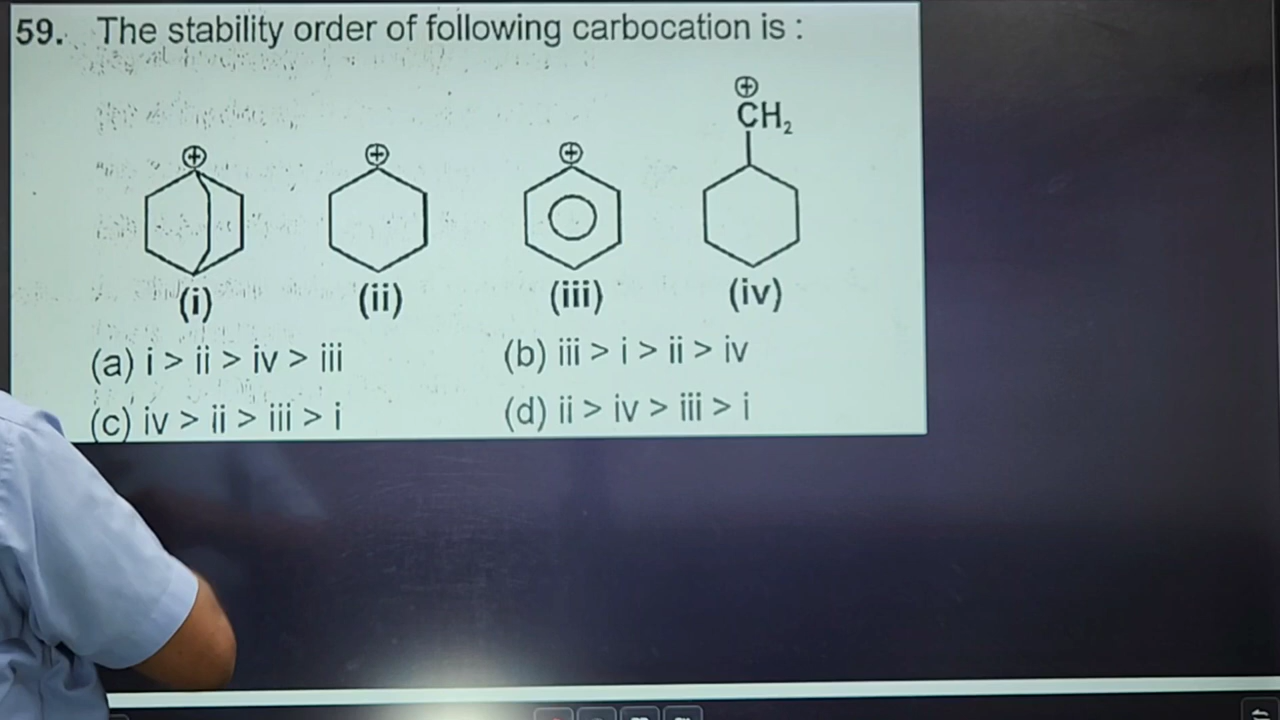 59. The stability order of following carbocation is :
⊕
CH₂
⊕ ⊕ ⊕
(i) (ii) (iii) (iv)
(a) i > ii > iv > iii (b) iii > i > ii > iv
(c) iv > ii > iii > i (d) ii > iv > iii > i